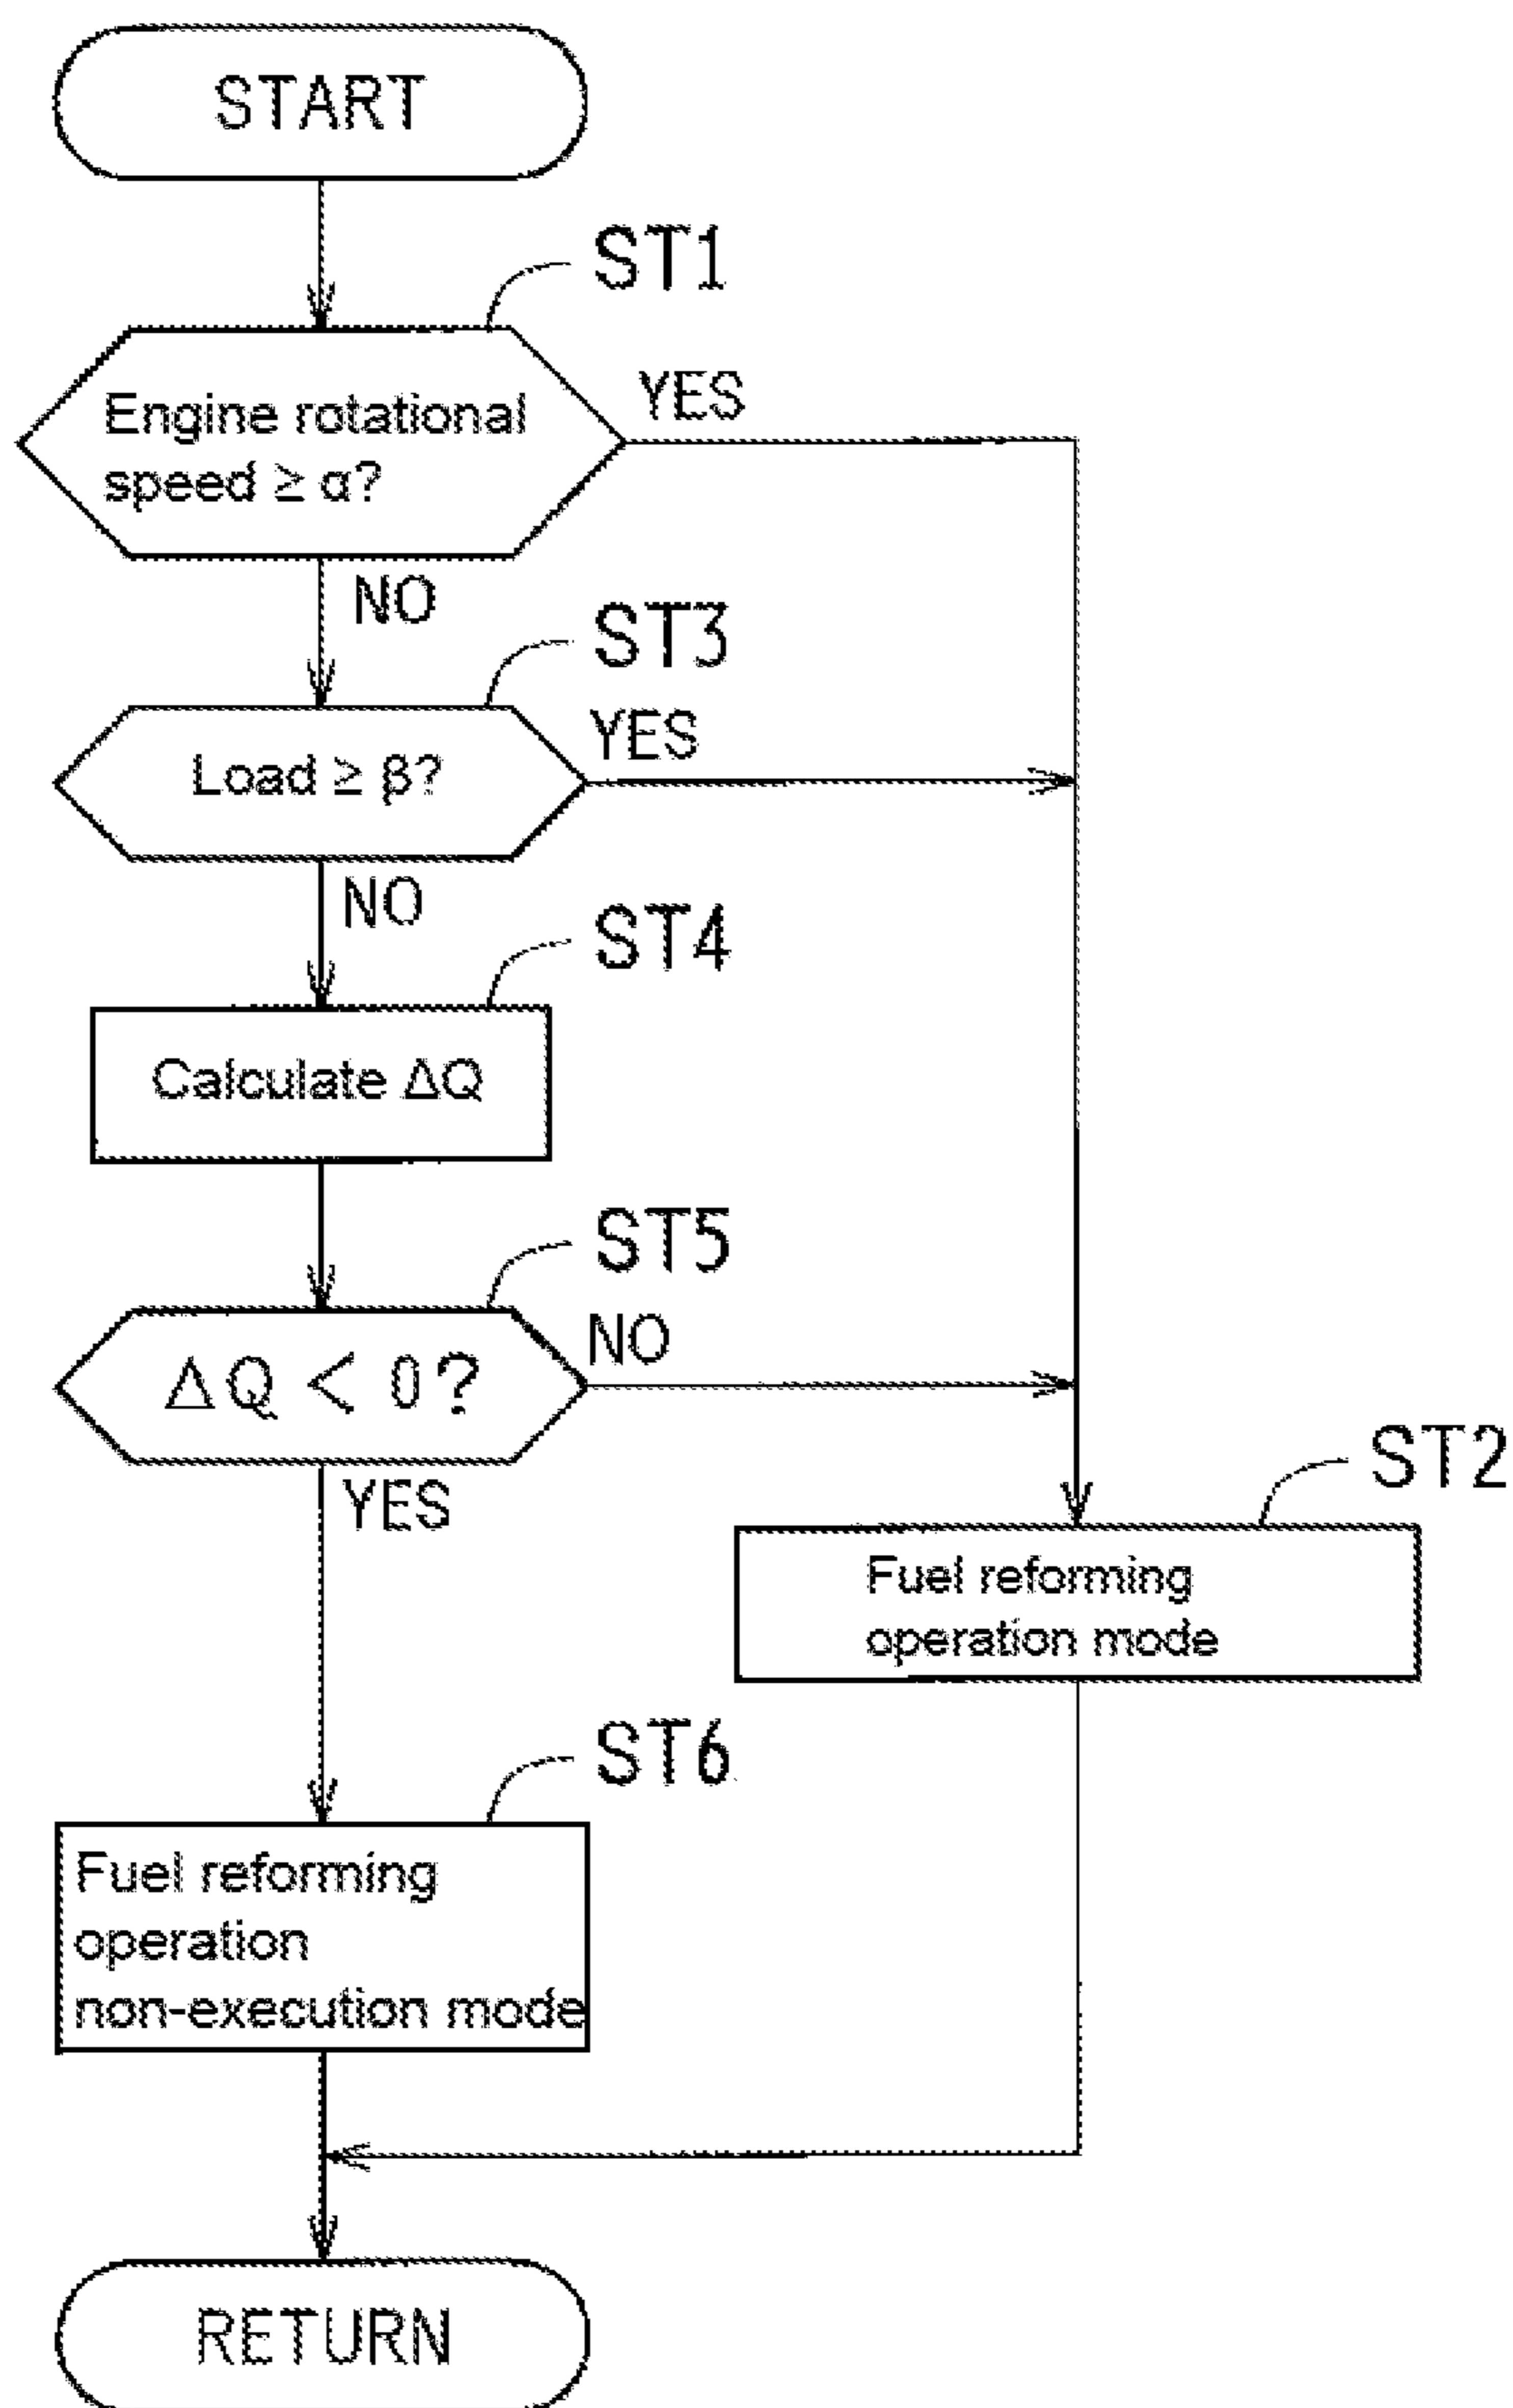 START
ST1
Engine rotational
speed ≥ α?
YES
NO
ST3
Load ≥ β?
YES
NO
ST4
Calculate ΔQ
ST5
ΔQ < 0?
NO
YES
ST2
Fuel reforming
operation mode
ST6
Fuel reforming
operation
non-execution mode
RETURN